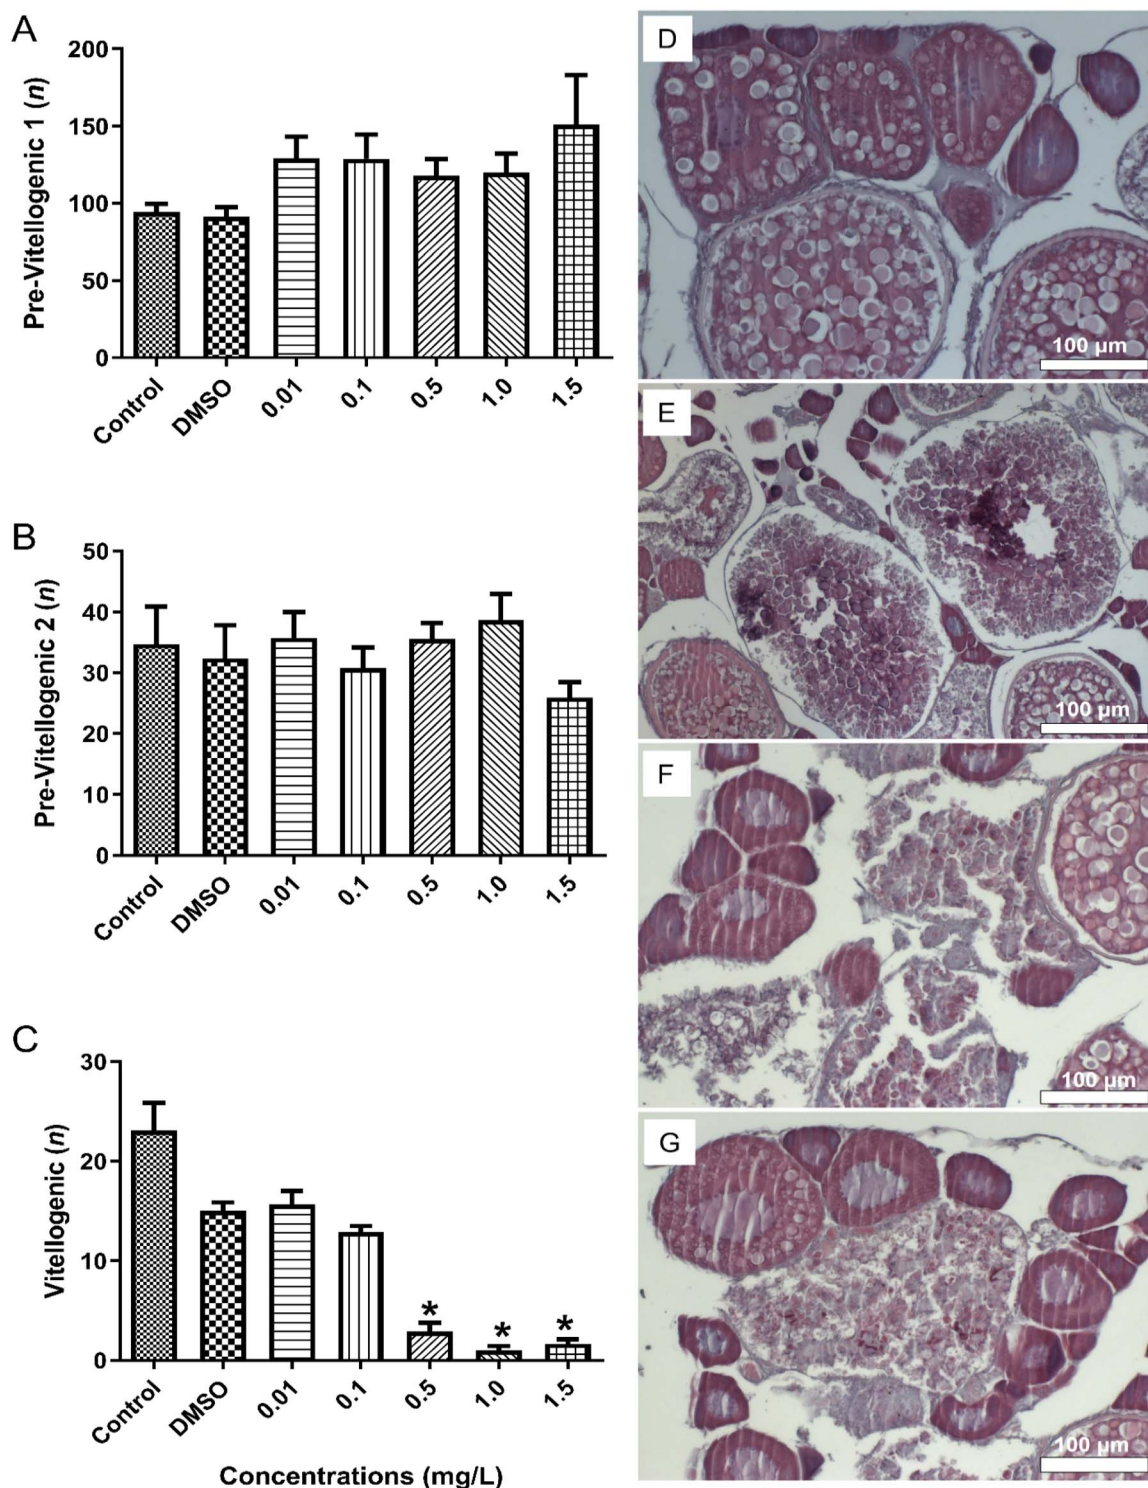 A
Pre-Vitellogenic 1 (n)
200
150
100
50
0
Control
DMSO
0.01
0.1
0.5
1.0
1.5
B
Pre-Vitellogenic 2 (n)
50
40
30
20
10
0
Control
DMSO
0.01
0.1
0.5
1.0
1.5
C
Vitellogenic (n)
30
20
10
0
*
*
*
Control
DMSO
0.01
0.1
0.5
1.0
1.5
Concentrations (mg/L)
D
100 µm
E
100 µm
F
100 µm
G
100 µm